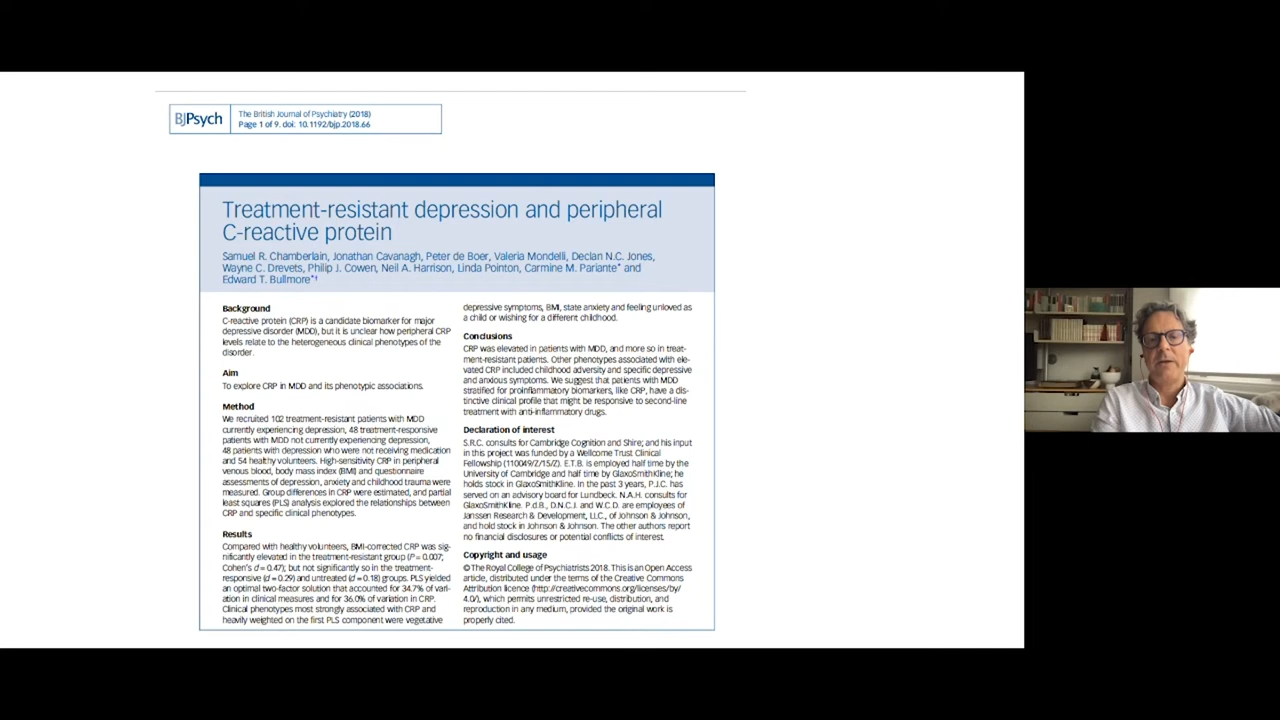 BJPsych
The British Journal of Psychiatry (2018)
Page 1 of 9. doi: 10.1192/bjp.2018.66
Treatment-resistant depression and peripheral
C-reactive protein
Samuel R. Chamberlain, Jonathan Cavanagh, Peter de Boer, Valeria Mondelli, Declan N.C. Jones,
Wayne C. Drevets, Philip J. Cowen, Neil A. Harrison, Linda Pointon, Carmine M. Pariante* and
Edward T. Bullmore*†
Background
C-reactive protein (CRP) is a candidate biomarker for major
depressive disorder (MDD), but it is unclear how peripheral CRP
levels relate to the heterogeneous clinical phenotypes of the
disorder.
Aim
To explore CRP in MDD and its phenotypic associations.
Method
We recruited 102 treatment-resistant patients with MDD
currently experiencing depression, 48 treatment-responsive
patients with MDD not currently experiencing depression,
48 patients with depression who were not receiving medication
and 54 healthy volunteers. High-sensitivity CRP in peripheral
venous blood, body mass index (BMI) and questionnaire
assessments of depression, anxiety and childhood trauma were
measured. Group differences in CRP were estimated, and partial
least squares (PLS) analysis explored the relationships between
CRP and specific clinical phenotypes.
Results
Compared with healthy volunteers, BMI-corrected CRP was sig-
nificantly elevated in the treatment-resistant group (P = 0.007;
Cohen's d = 0.47); but not significantly so in the treatment-
responsive (d = 0.29) and untreated (d = 0.18) groups. PLS yielded
an optimal two-factor solution that accounted for 34.7% of vari-
ation in clinical measures and for 36.0% of variation in CRP.
Clinical phenotypes most strongly associated with CRP and
heavily weighted on the first PLS component were vegetative
depressive symptoms, BMI, state anxiety and feeling unloved as
a child or wishing for a different childhood.
Conclusions
CRP was elevated in patients with MDD, and more so in treat-
ment-resistant patients. Other phenotypes associated with ele-
vated CRP included childhood adversity and specific depressive
and anxious symptoms. We suggest that patients with MDD
stratified for proinflammatory biomarkers, like CRP, have a dis-
tinctive clinical profile that might be responsive to second-line
treatment with anti-inflammatory drugs.
Declaration of interest
S.R.C. consults for Cambridge Cognition and Shire; and his input
in this project was funded by a Wellcome Trust Clinical
Fellowship (110049/Z/15/Z). E.T.B. is employed half time by the
University of Cambridge and half time by GlaxoSmithKline; he
holds stock in GlaxoSmithKline. In the past 3 years, P.J.C. has
served on an advisory board for Lundbeck. N.A.H. consults for
GlaxoSmithKline. P.d.B., D.N.C.J. and W.C.D. are employees of
Janssen Research & Development, LLC., of Johnson & Johnson,
and hold stock in Johnson & Johnson. The other authors report
no financial disclosures or potential conflicts of interest.
Copyright and usage
© The Royal College of Psychiatrists 2018. This is an Open Access
article, distributed under the terms of the Creative Commons
Attribution licence (http://creativecommons.org/licenses/by/
4.0/), which permits unrestricted re-use, distribution, and
reproduction in any medium, provided the original work is
properly cited.